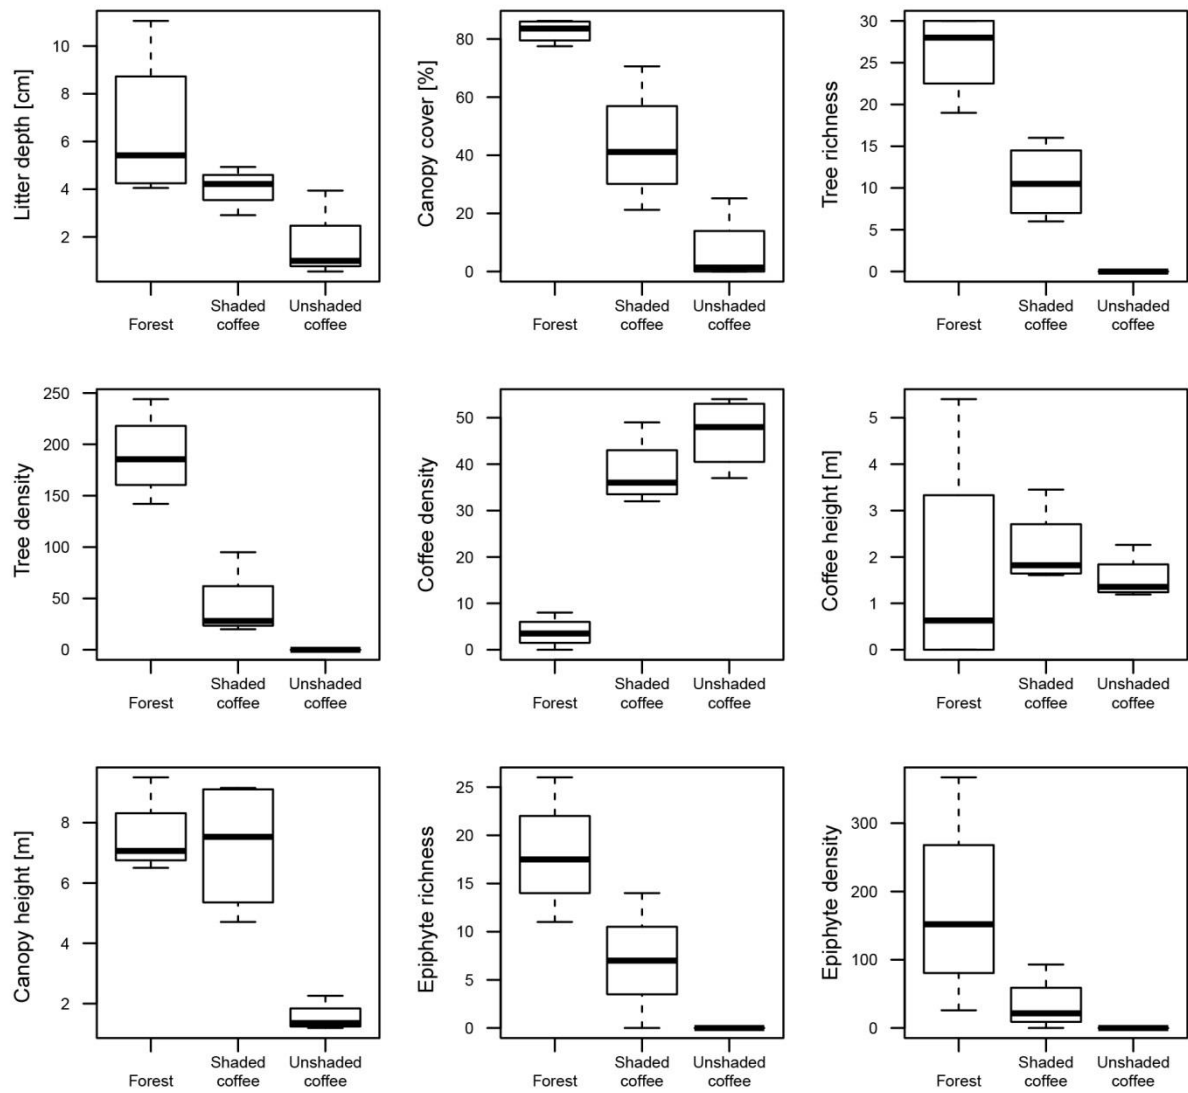 Litter depth [cm]
10
8
6
4
2
Forest
Shaded
coffee
Unshaded
coffee
Canopy cover [%]
80
60
40
20
0
Forest
Shaded
coffee
Unshaded
coffee
Tree richness
30
25
20
15
10
5
0
Forest
Shaded
coffee
Unshaded
coffee
Tree density
250
200
150
100
50
0
Forest
Shaded
coffee
Unshaded
coffee
Coffee density
50
40
30
20
10
0
Forest
Shaded
coffee
Unshaded
coffee
Coffee height [m]
5
4
3
2
1
0
Forest
Shaded
coffee
Unshaded
coffee
Canopy height [m]
8
6
4
2
Forest
Shaded
coffee
Unshaded
coffee
Epiphyte richness
25
20
15
10
5
0
Forest
Shaded
coffee
Unshaded
coffee
Epiphyte density
300
200
100
0
Forest
Shaded
coffee
Unshaded
coffee